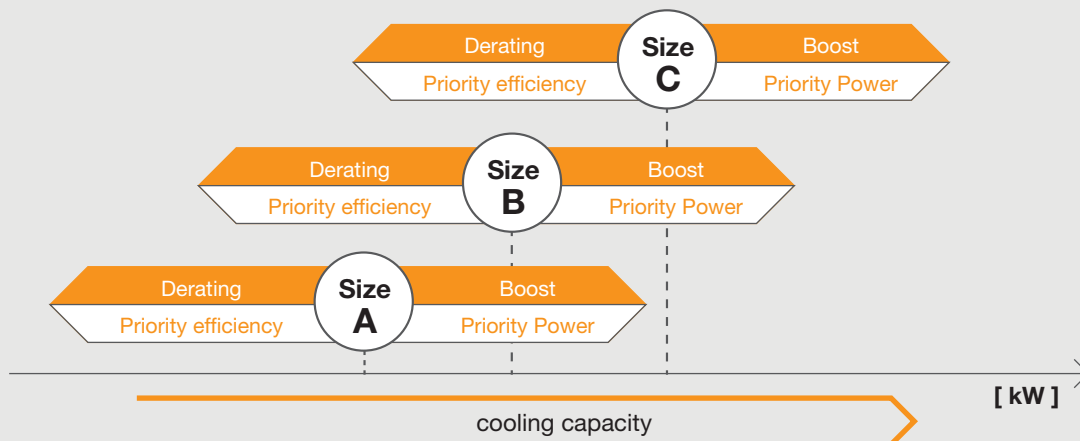 Derating
Size
C
Boost
Priority efficiency
Priority Power
Derating
Size
B
Boost
Priority efficiency
Priority Power
Derating
Size
A
Boost
Priority efficiency
Priority Power
[ kW ]
cooling capacity